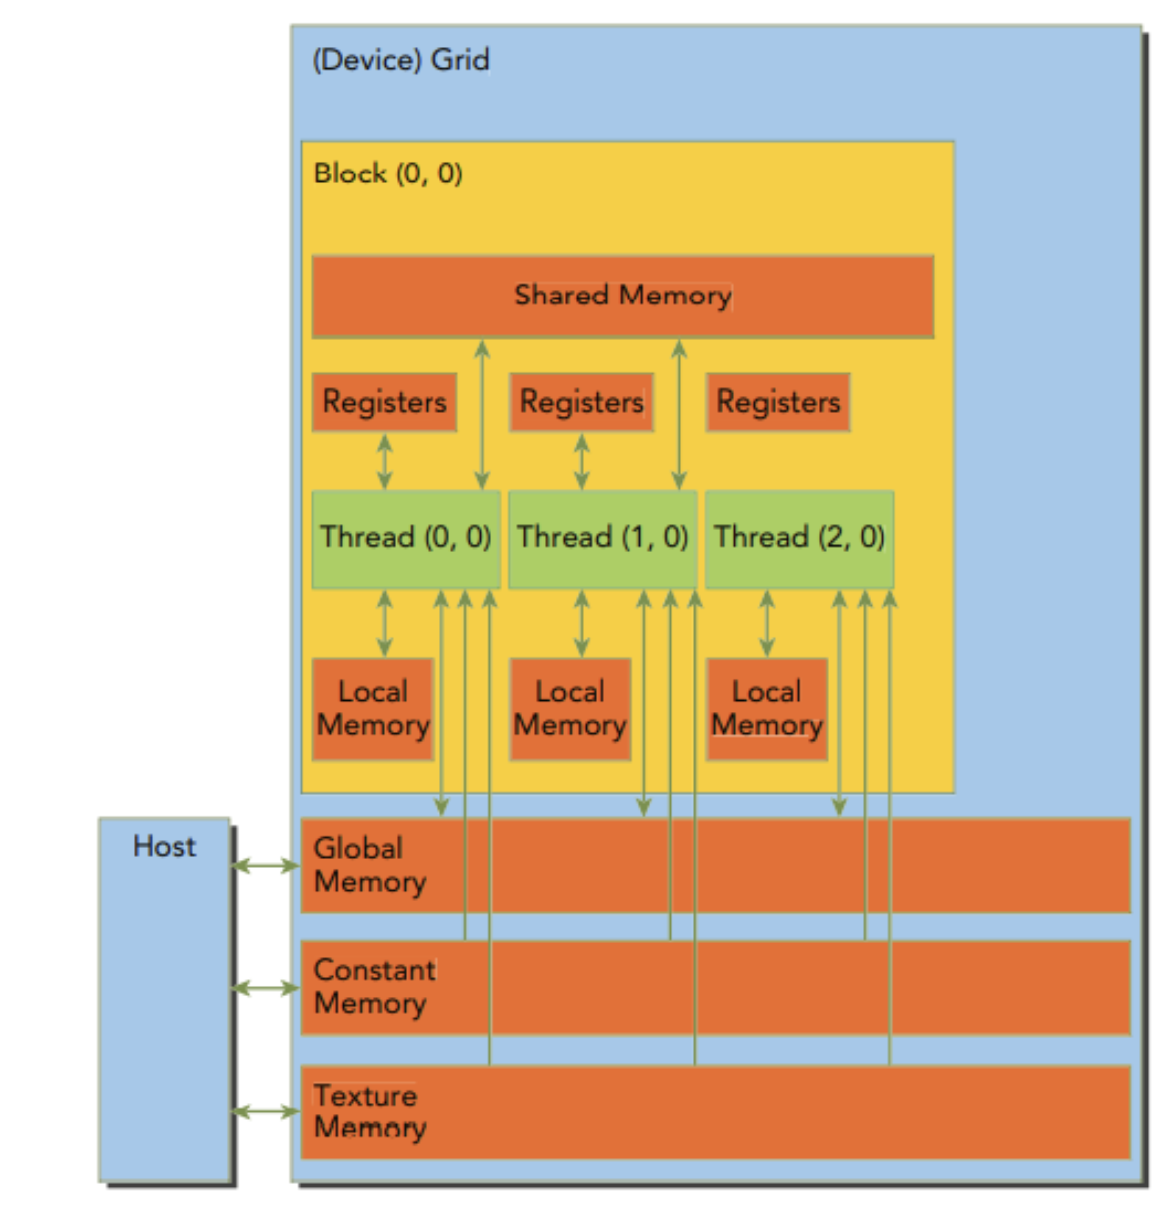 (Device) Grid
Block (0, 0)
Shared Memory
Registers
Registers
Registers
Thread (0, 0)
Thread (1, 0)
Thread (2, 0)
Local
Memory
Local
Memory
Local
Memory
Host
Global
Memory
Constant
Memory
Texture
Memory